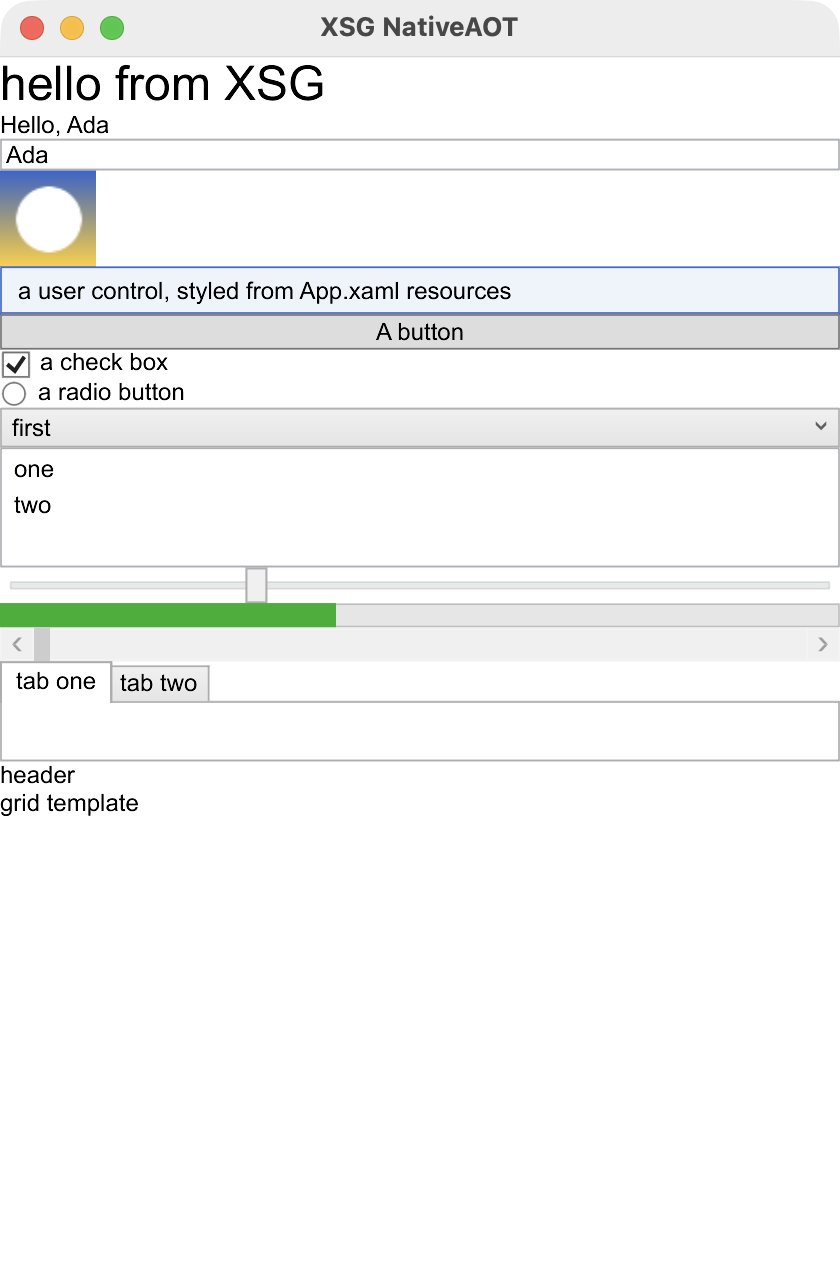 XSG NativeAOT
hello from XSG
Hello, Ada
Ada
a user control, styled from App.xaml resources
A button
a check box
a radio button
first
one
two
tab one tab two
header
grid template